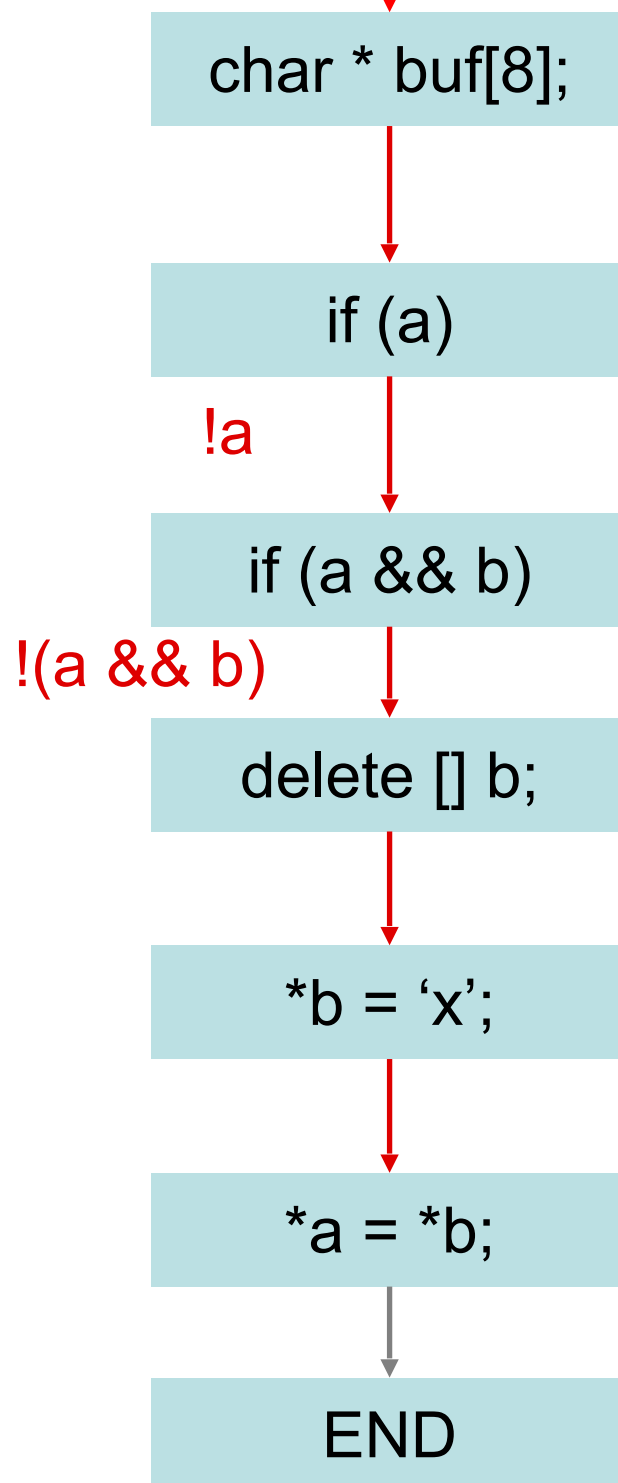 char * buf[8];
if (a)
!a
if (a && b)
!(a && b)
delete [] b;
*b = ‘x’;
*a = *b;
END